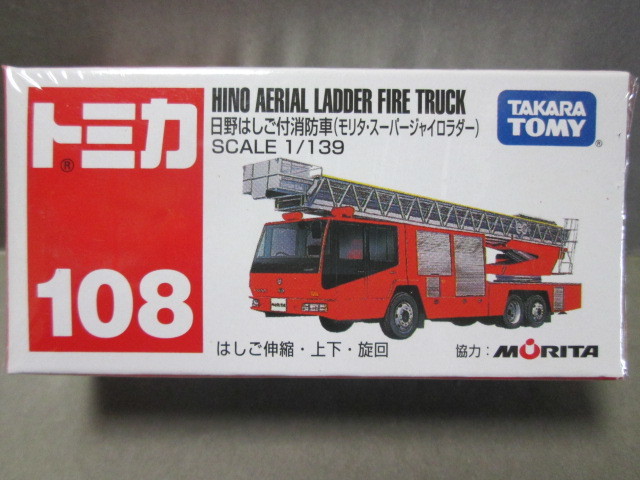 トミカ
®
108
HINO AERIAL LADDER FIRE TRUCK
日野はしご付消防車(モリタ・スーパージャイロラダー)
SCALE 1/139
TAKARA
TOMY
®
MORITA
はしご伸縮・上下・旋回
協力: MORITA